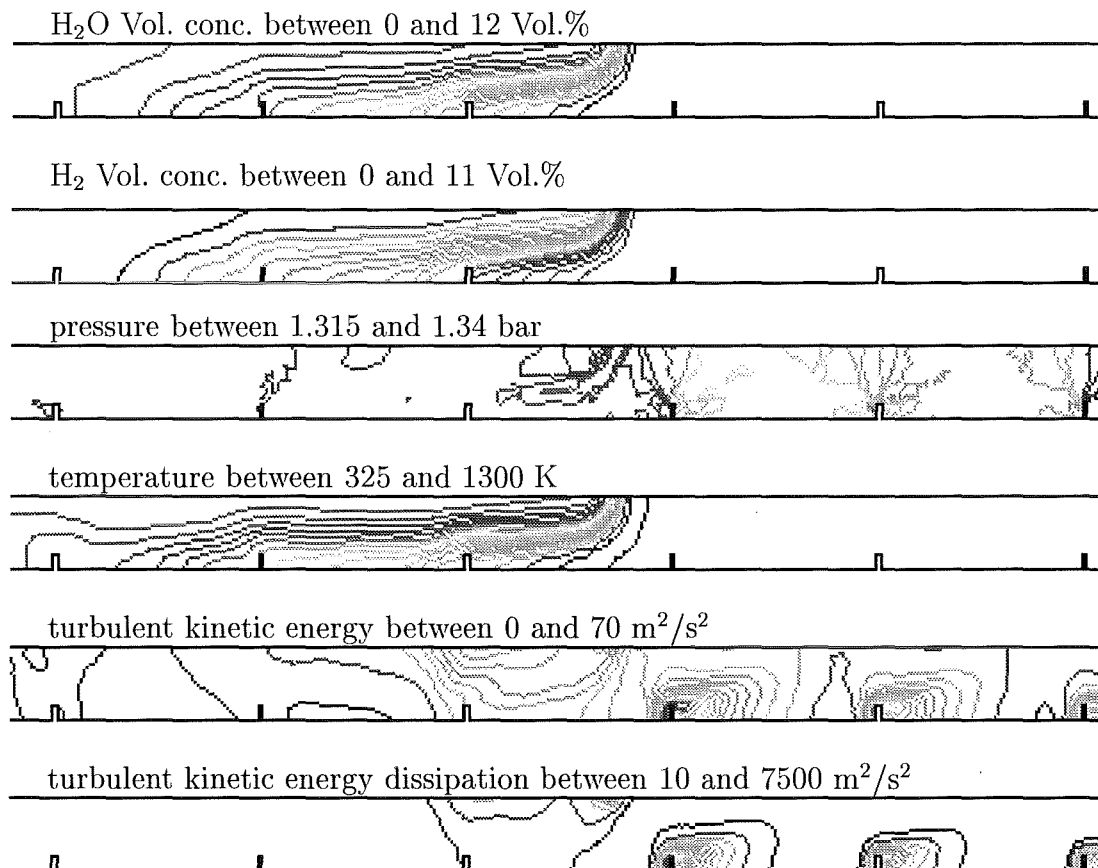 H₂O Vol. conc. between 0 and 12 Vol.%
H₂ Vol. conc. between 0 and 11 Vol.%
pressure between 1.315 and 1.34 bar
temperature between 325 and 1300 K
turbulent kinetic energy between 0 and 70 m²/s²
turbulent kinetic energy dissipation between 10 and 7500 m²/s²